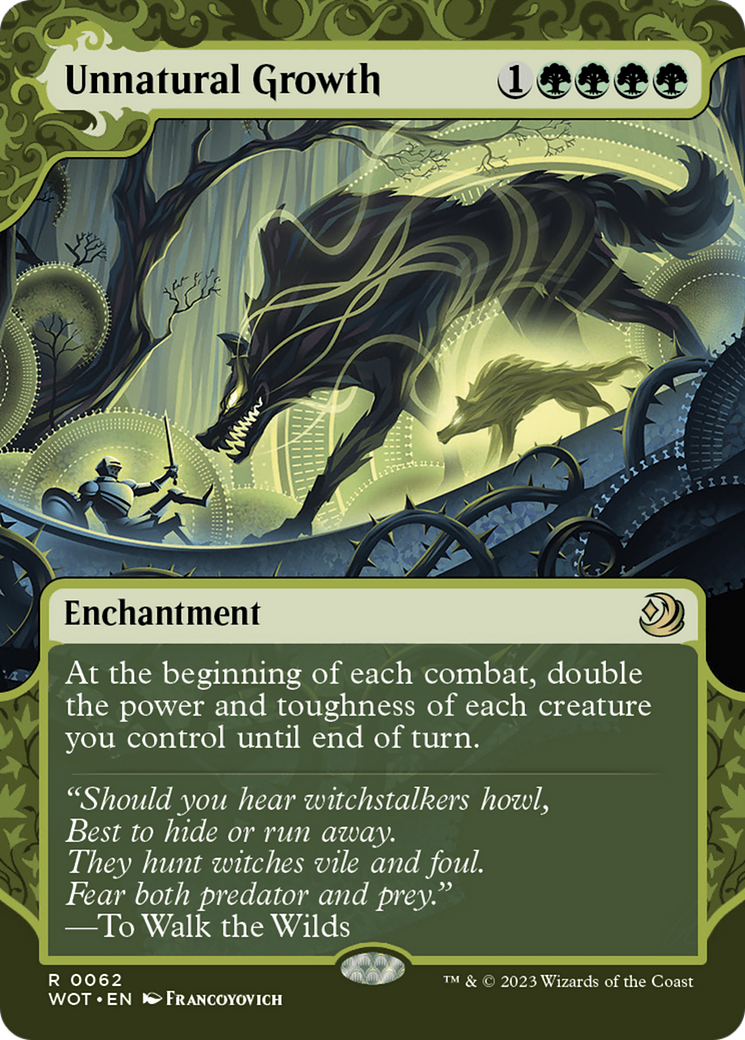 Unnatural Growth 1
Enchantment
At the beginning of each combat, double
the power and toughness of each creature
you control until end of turn.
“Should you hear witchstalkers howl,
Best to hide or run away.
They hunt witches vile and foul.
Fear both predator and prey.”
—To Walk the Wilds
R 0062
WOT • EN Francoyovich
™ & © 2023 Wizards of the Coast